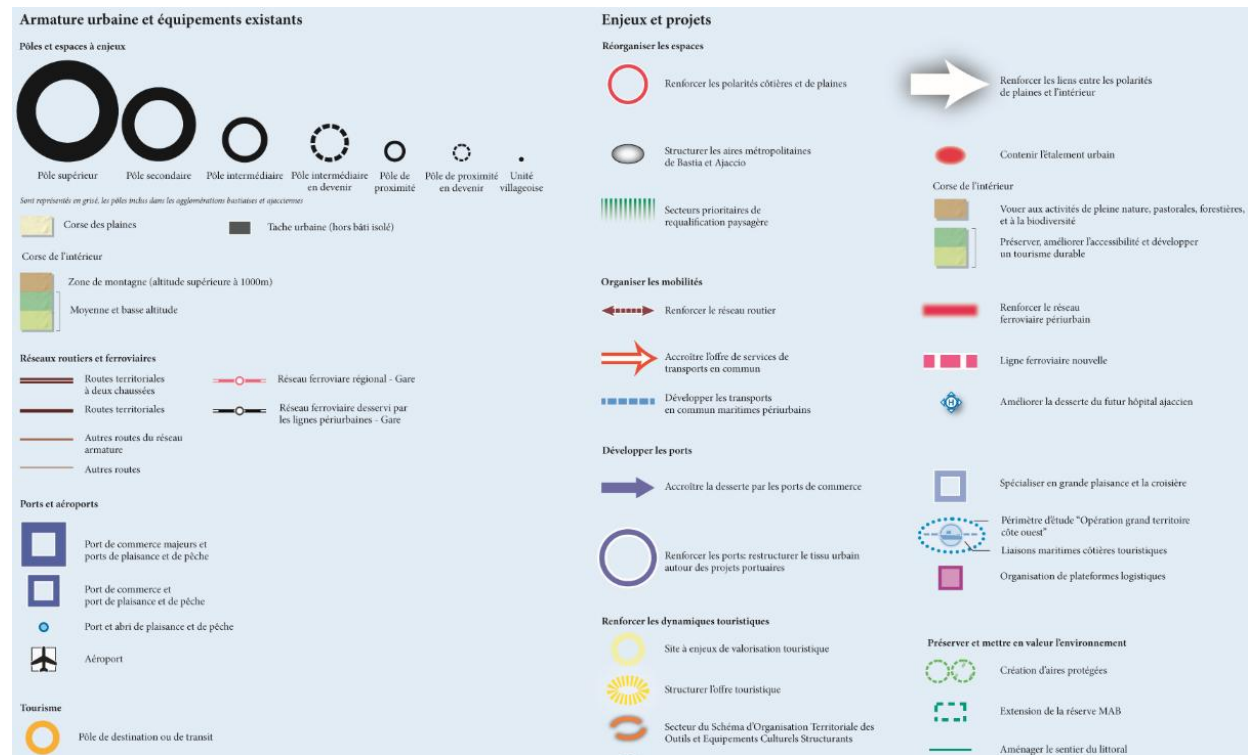 Armature urbaine et équipements existants
Pôles et espaces à enjeux
Pôle supérieur
Pôle secondaire
Pôle intermédiaire
Pôle intermédiaire
en devenir
Pôle de
proximité
Pôle de proximité
en devenir
Unité
villageoise
Sont représentés en grisé, les pôles inclus dans les agglomérations bastiaises et ajacciennes
Corse des plaines
Tache urbaine (hors bâti isolé)
Corse de l'intérieur
Zone de montagne (altitude supérieure à 1000m)
Moyenne et basse altitude
Réseaux routiers et ferroviaires
Routes territoriales
à deux chaussées
Réseau ferroviare régional - Gare
Routes territoriales
Réseau ferroviaire desservi par
les lignes périurbaines - Gare
Autres routes du réseau
armature
Autres routes
Ports et aéroports
Port de commerce majeurs et
ports de plaisance et de pêche
Port de commerce et
port de plaisance et de pêche
Port et abri de plaisance et de pêche
Aéroport
Tourisme
Pôle de destination ou de transit
Enjeux et projets
Réorganiser les espaces
Renforcer les polarités côtières et de plaines
Renforcer les liens entre les polarités
de plaines et l'intérieur
Structurer les aires métropolitaines
de Bastia et Ajaccio
Contenir l'étalement urbain
Corse de l'intérieur
Secteurs prioritaires de
requalification paysagère
Vouer aux activités de pleine nature, pastorales, forestières,
et à la biodiversité
Préserver, améliorer l'accessibilité et développer
un tourisme durable
Organiser les mobilités
Renforcer le réseau routier
Renforcer le réseau
ferroviaire périurbain
Accroître l'offre de services de
transports en commun
Ligne ferroviaire nouvelle
Développer les transports
en commun maritimes périurbains
H
Améliorer la desserte du futur hôpital ajaccien
Développer les ports
Accroître la desserte par les ports de commerce
Spécialiser en grande plaisance et la croisière
Renforcer les ports: restructurer le tissu urbain
autour des projets portuaires
Périmètre d'étude "Opération grand territoire
côte ouest"
Liaisons maritimes côtières touristiques
Organisation de plateformes logistiques
Renforcer les dynamiques touristiques
Site à enjeux de valorisation touristique
Structurer l'offre touristique
Secteur du Schéma d'Organisation Territoriale des
Outils et Equipements Culturels Structurants
Préserver et mettre en valeur l'environnement
Création d'aires protégées
Extension de la réserve MAB
Aménager le sentier du littoral